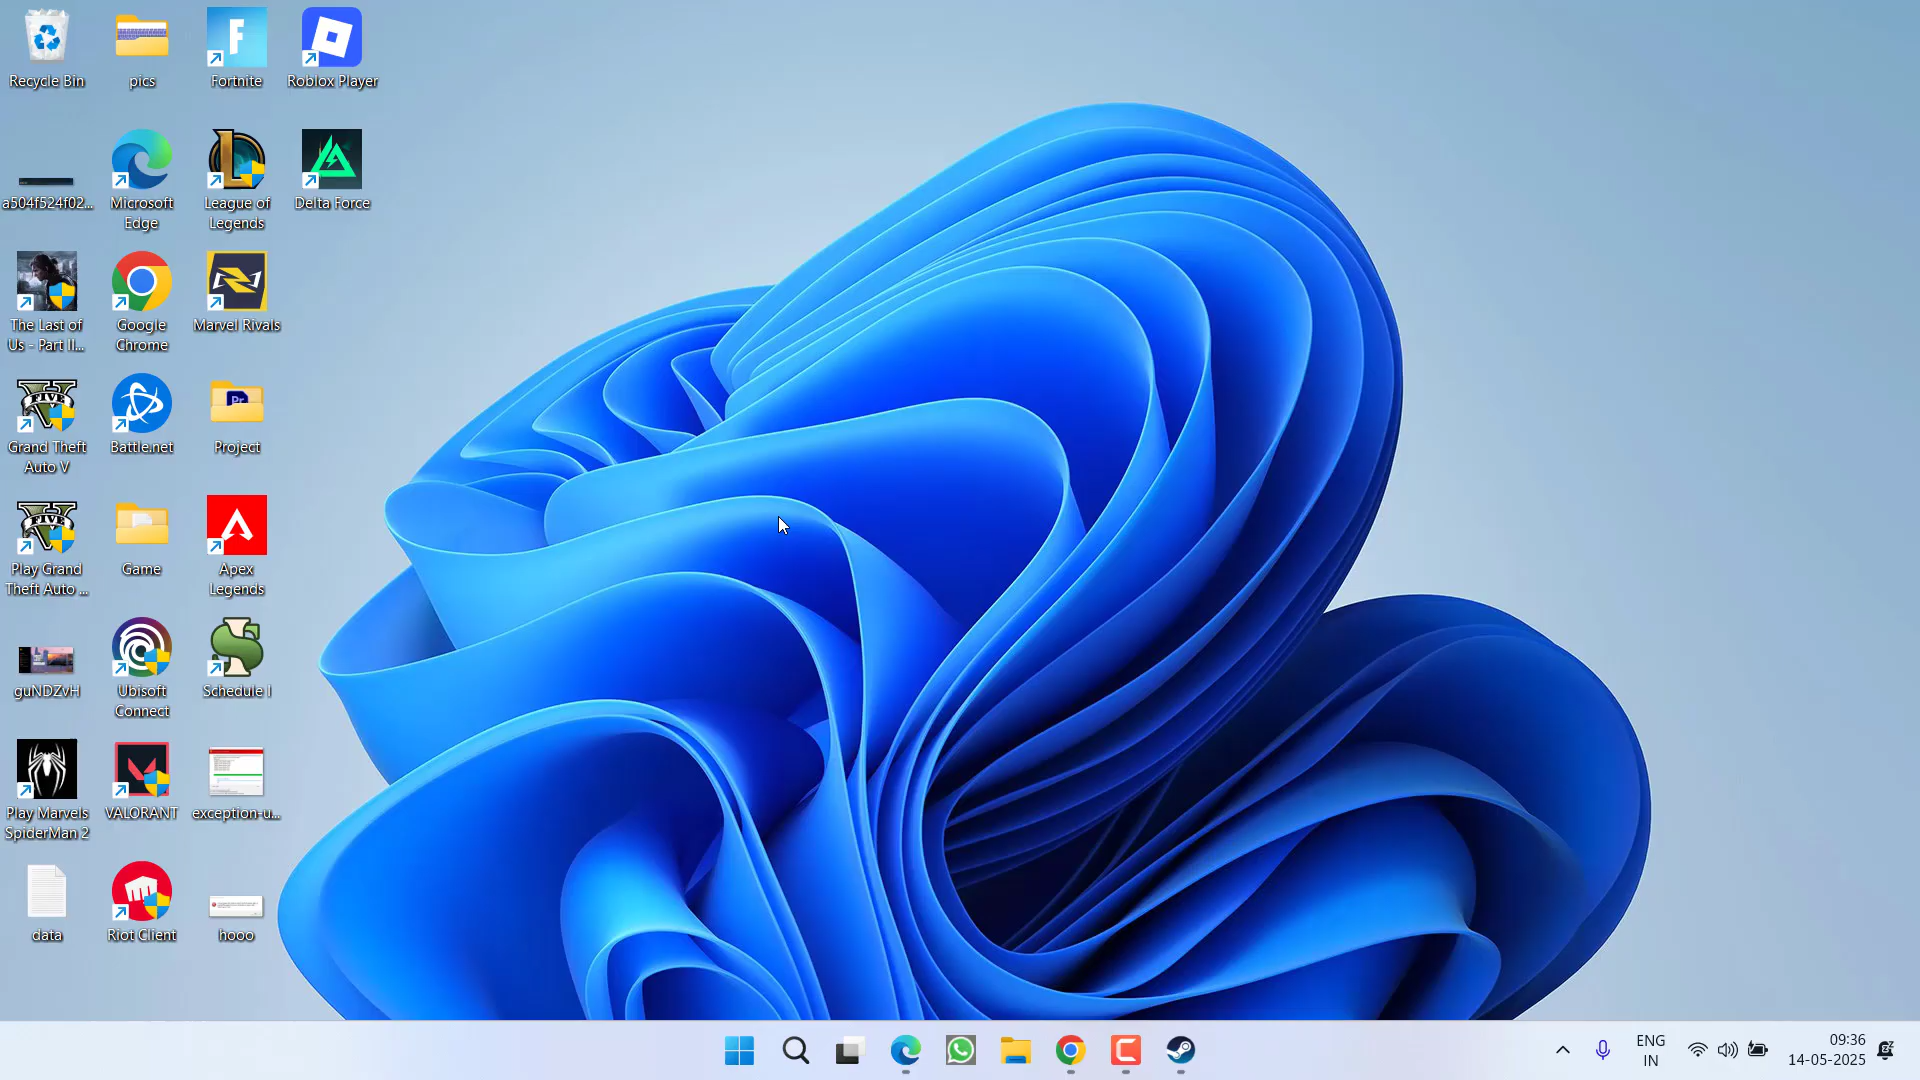 Recycle Bin
pics
Fortnite
Roblox Player
a504f524f02...
Microsoft
Edge
League of
Legends
Delta Force
The Last of
Us - Part II...
Google
Chrome
Marvel Rivals
Grand Theft
Auto V
Battle.net
Project
Play Grand
Theft Auto ...
Game
Apex
Legends
guNDZvH
Ubisoft
Connect
Schedule I
Play Marvels
SpiderMan 2
VALORANT
exception-u...
data
Riot Client
hooo
FIVE
FIVE
Pr
ENG
IN
09:36
14-05-2025